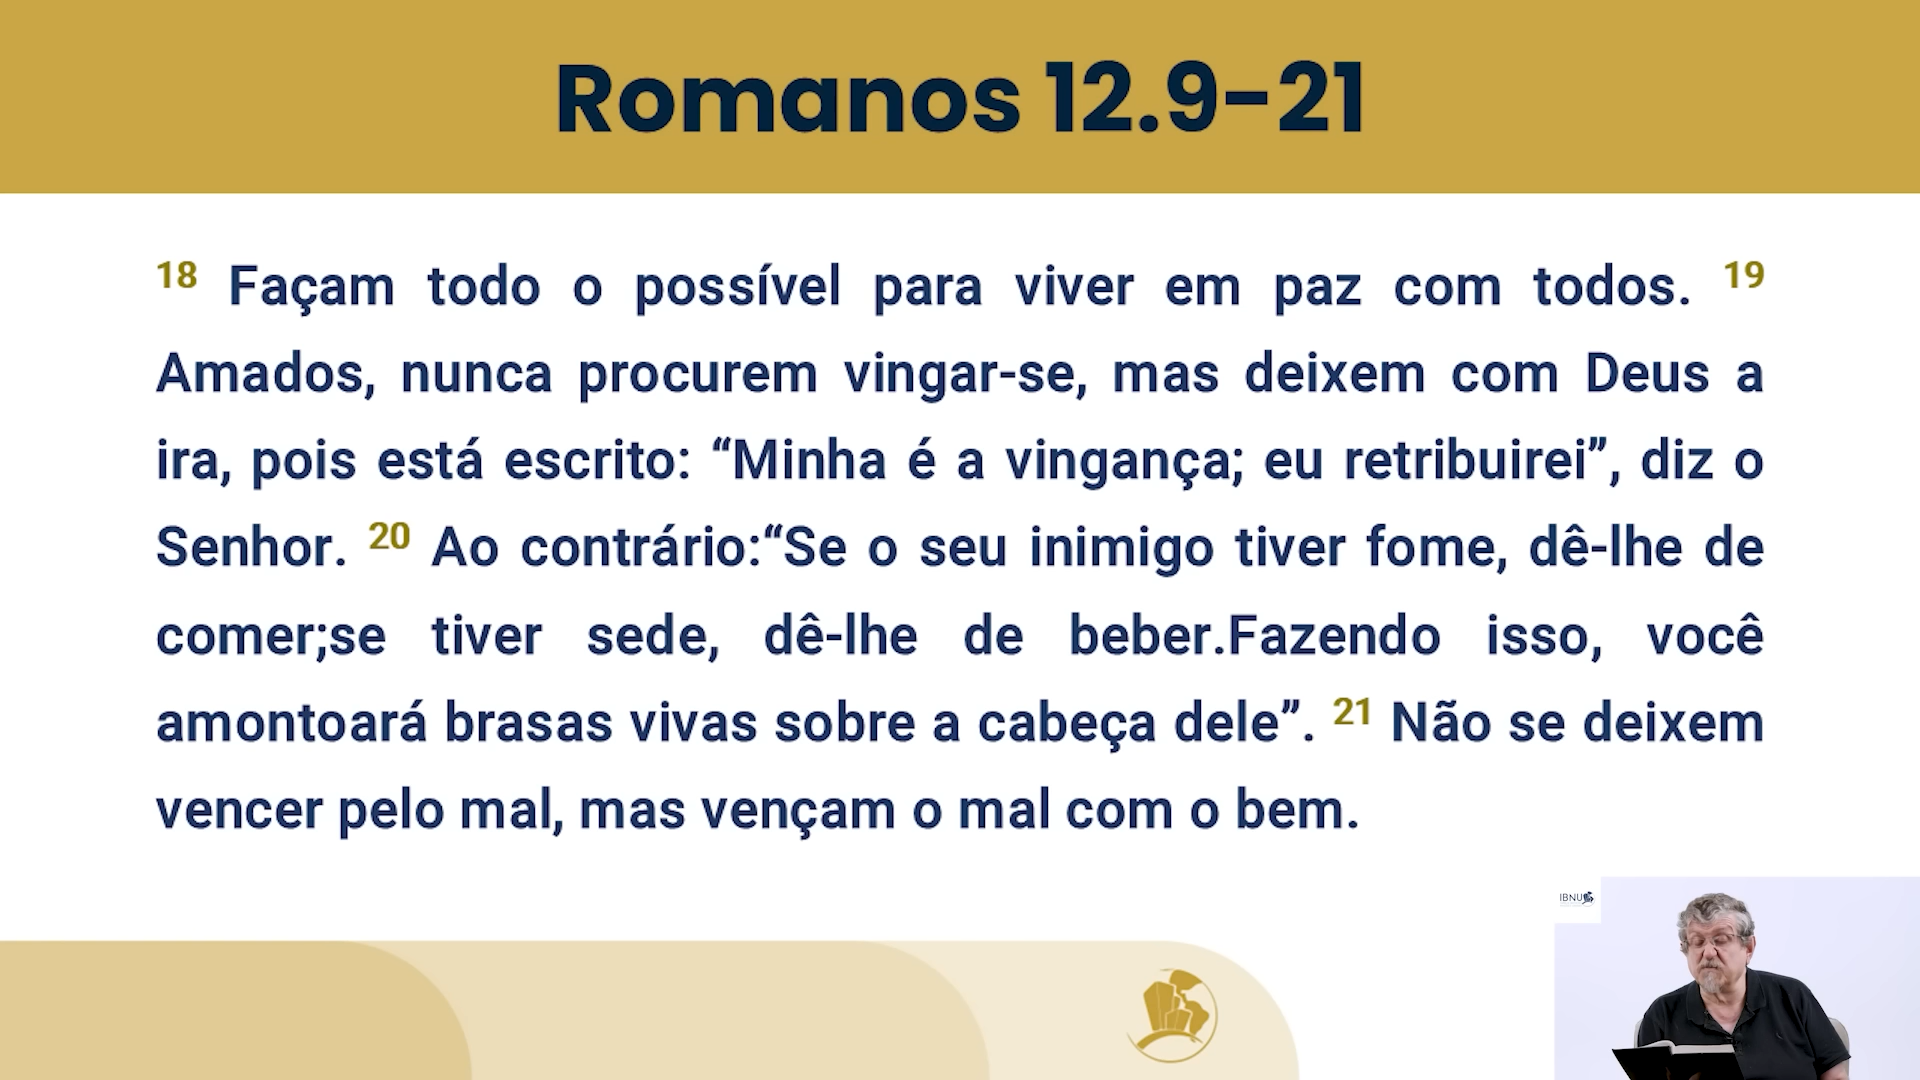 Romanos 12.9-21
18 Façam todo o possível para viver em paz com todos. 19
Amados, nunca procurem vingar-se, mas deixem com Deus a
ira, pois está escrito: “Minha é a vingança; eu retribuirei”, diz o
Senhor. 20 Ao contrário:“Se o seu inimigo tiver fome, dê-lhe de
comer;se tiver sede, dê-lhe de beber.Fazendo isso, você
amontoará brasas vivas sobre a cabeça dele”. 21 Não se deixem
vencer pelo mal, mas vençam o mal com o bem.
IBNU